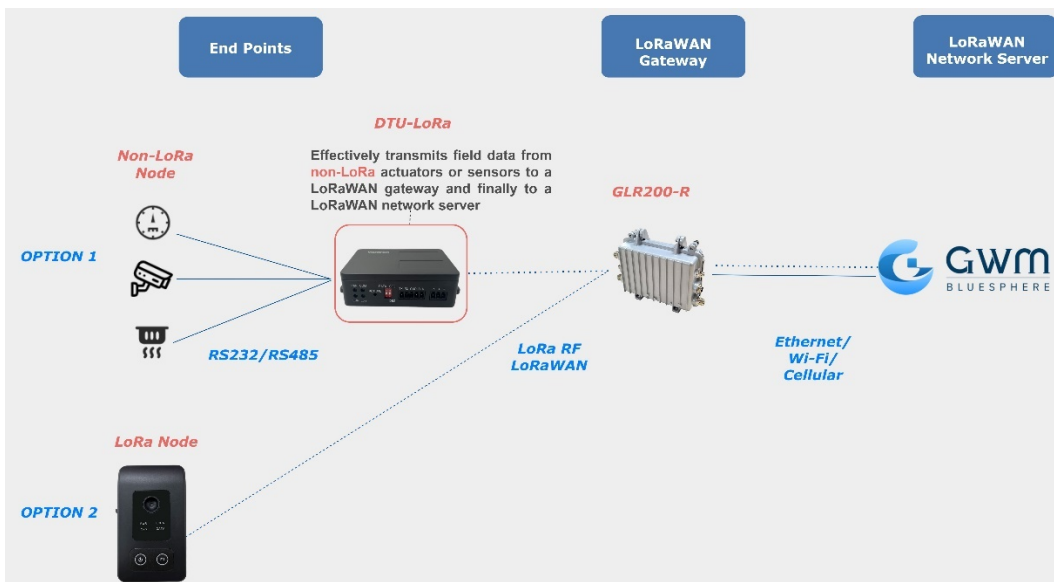 End Points
LoRaWAN
Gateway
LoRaWAN
Network Server
DTU-LoRa
Effectively transmits field data from
non-LoRa actuators or sensors to a
LoRaWAN gateway and finally to a
LoRaWAN network server
Non-LoRa
Node
GLR200-R
OPTION 1
GWM
BLUESPHERE
RS232/RS485
LoRa RF
LoRaWAN
Ethernet/
Wi-Fi/
Cellular
LoRa Node
OPTION 2